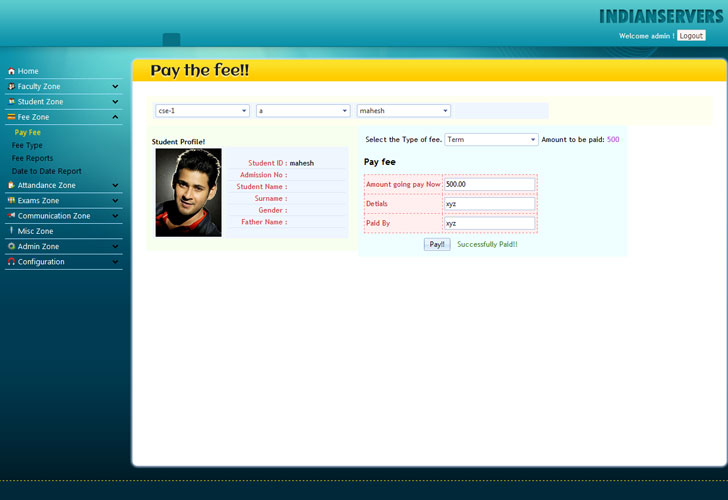 INDIANSERVERS
Welcome admin ! Logout
Home
Faculty Zone
Student Zone
Fee Zone
Pay Fee
Fee Type
Fee Reports
Date to Date Report
Attandance Zone
Exams Zone
Communication Zone
Misc Zone
Admin Zone
Configuration
Pay the fee!!
cse-1 a mahesh
Student Profile!
Student ID : mahesh
Admission No :
Student Name :
Surname :
Gender :
Father Name :
Select the Type of fee. Term Amount to be paid: 500
Pay fee
Amount going pay Now 500.00
Detials xyz
Paid By xyz
Pay!! Successfully Paid!!